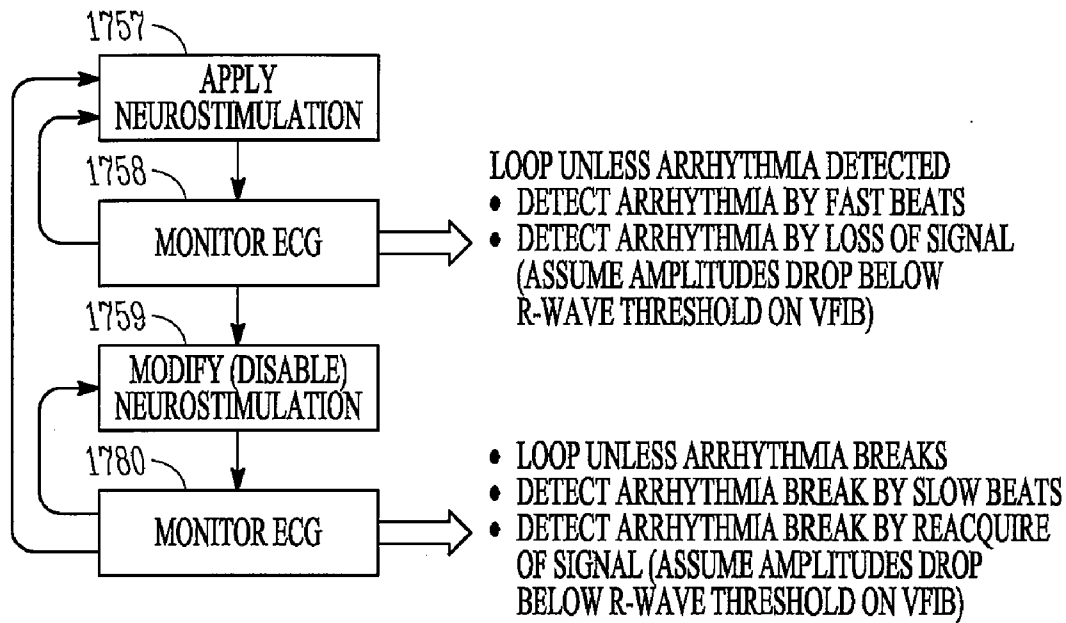 1757
APPLY
NEUROSTIMULATION
1758
MONITOR ECG
LOOP UNLESS ARRHYTHMIA DETECTED
• DETECT ARRHYTHMIA BY FAST BEATS
• DETECT ARRHYTHMIA BY LOSS OF SIGNAL
(ASSUME AMPLITUDES DROP BELOW
R-WAVE THRESHOLD ON VFIB)
1759
MODIFY (DISABLE)
NEUROSTIMULATION
1780
MONITOR ECG
• LOOP UNLESS ARRHYTHMIA BREAKS
• DETECT ARRHYTHMIA BREAK BY SLOW BEATS
• DETECT ARRHYTHMIA BREAK BY REACQUIRE
OF SIGNAL (ASSUME AMPLITUDES DROP
BELOW R-WAVE THRESHOLD ON VFIB)